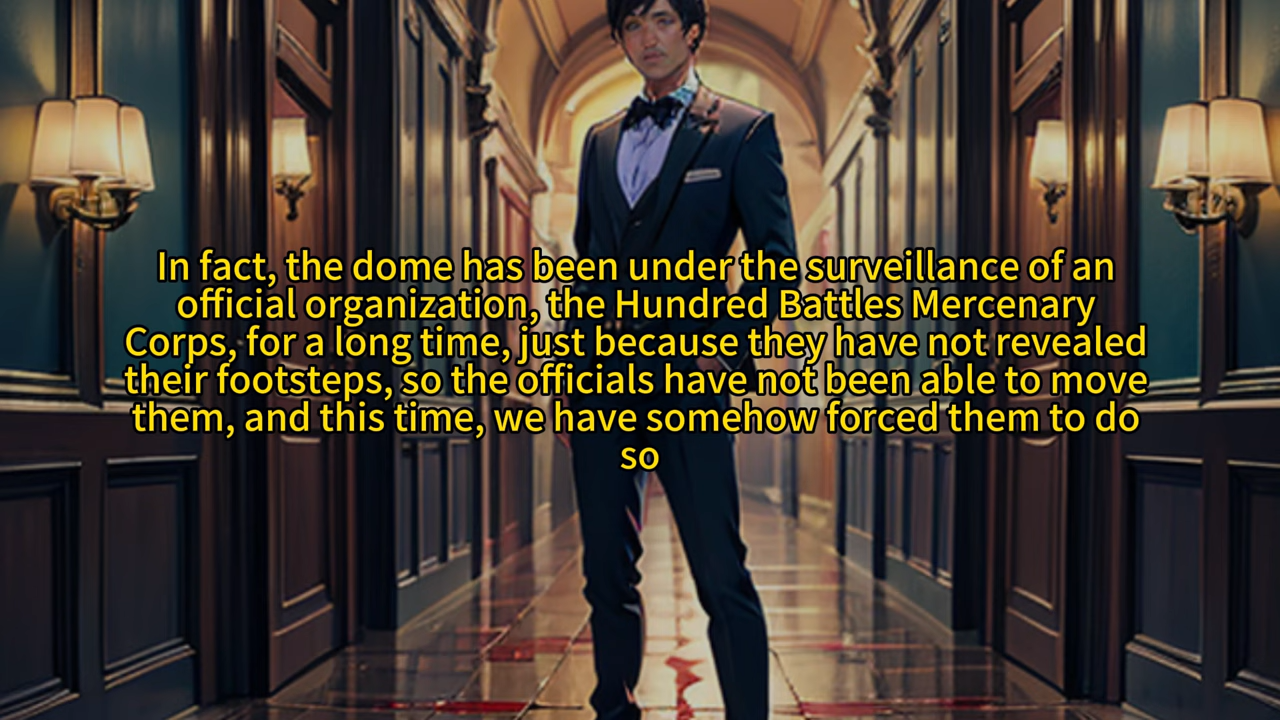 In fact, the dome has been under the surveillance of an
official organization, the Hundred Battles Mercenary
Corps, for a long time, just because they have not revealed
their footsteps, so the officials have not been able to move
them, and this time, we have somehow forced them to do
so